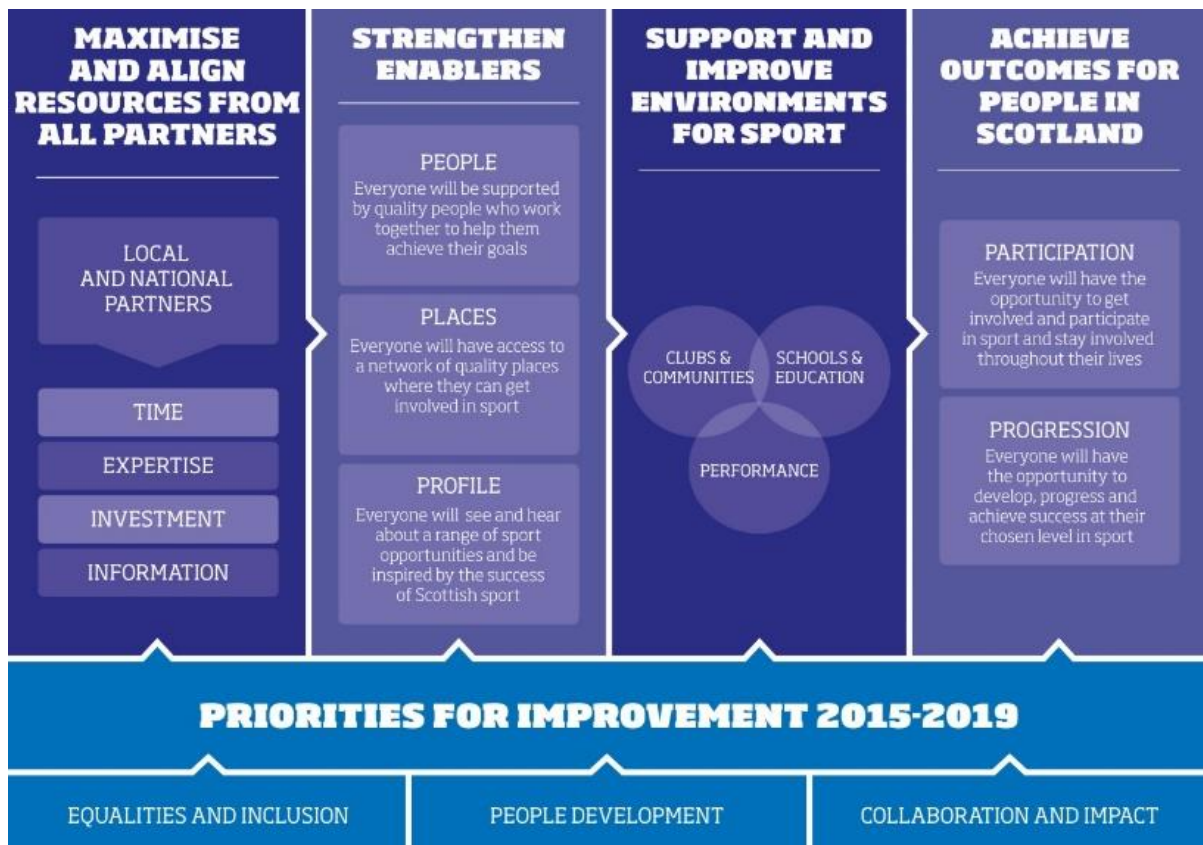 MAXIMISE
AND ALIGN
RESOURCES FROM
ALL PARTNERS
LOCAL
AND NATIONAL
PARTNERS
TIME
EXPERTISE
INVESTMENT
INFORMATION
STRENGTHEN
ENABLERS
PEOPLE
Everyone will be supported
by quality people who work
together to help them
achieve their goals
PLACES
Everyone will have access to
a network of quality places
where they can get
involved in sport
PROFILE
Everyone will see and hear
about a range of sport
opportunities and be
inspired by the success
of Scottish sport
SUPPORT AND
IMPROVE
ENVIRONMENTS
FOR SPORT
CLUBS &
COMMUNITIES
SCHOOLS &
EDUCATION
PERFORMANCE
ACHIEVE
OUTCOMES FOR
PEOPLE IN
SCOTLAND
PARTICIPATION
Everyone will have the
opportunity to get
involved and participate
in sport and stay involved
throughout their lives
PROGRESSION
Everyone will have
the opportunity to
develop, progress and
achieve success at their
chosen level in sport
PRIORITIES FOR IMPROVEMENT 2015-2019
EQUALITIES AND INCLUSION
PEOPLE DEVELOPMENT
COLLABORATION AND IMPACT